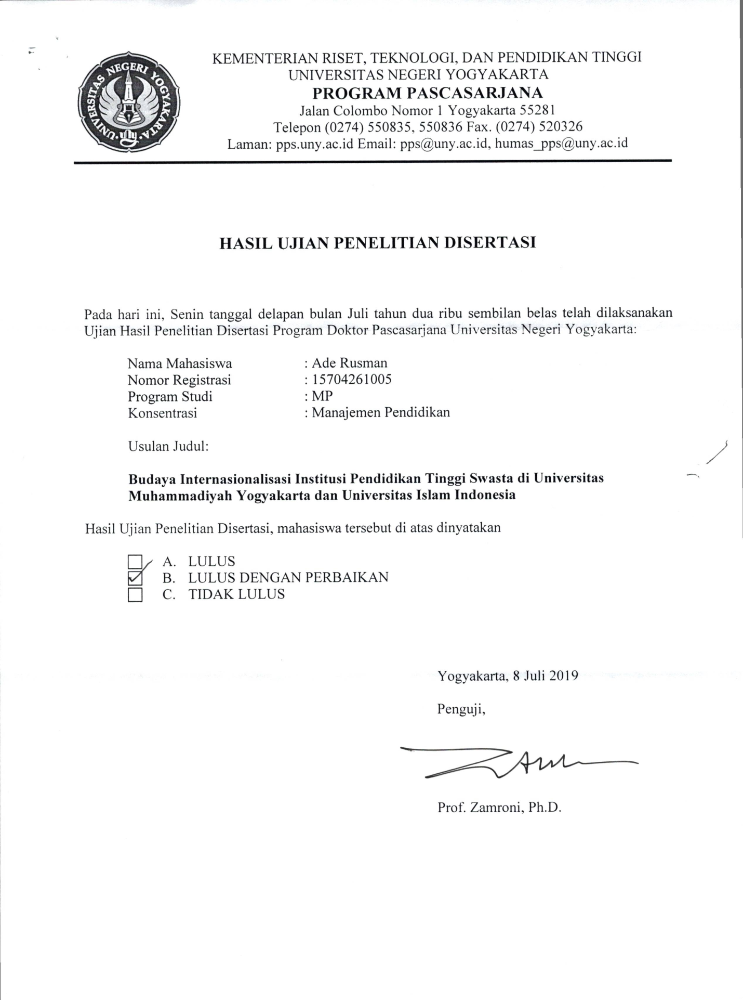 UNIVERSITAS NEGERI YOGYAKARTA
KEMENTERIAN RISET, TEKNOLOGI, DAN PENDIDIKAN TINGGI
UNIVERSITAS NEGERI YOGYAKARTA
PROGRAM PASCASARJANA
Jalan Colombo Nomor 1 Yogyakarta 55281
Telepon (0274) 550835, 550836 Fax. (0274) 520326
Laman: pps.uny.ac.id Email: pps@uny.ac.id, humas_pps@uny.ac.id
HASIL UJIAN PENELITIAN DISERTASI
Pada hari ini, Senin tanggal delapan bulan Juli tahun dua ribu sembilan belas telah dilaksanakan
Ujian Hasil Penelitian Disertasi Program Doktor Pascasarjana Universitas Negeri Yogyakarta:
Nama Mahasiswa : Ade Rusman
Nomor Registrasi : 15704261005
Program Studi : MP
Konsentrasi : Manajemen Pendidikan
Usulan Judul:
Budaya Internasionalisasi Institusi Pendidikan Tinggi Swasta di Universitas
Muhammadiyah Yogyakarta dan Universitas Islam Indonesia
Hasil Ujian Penelitian Disertasi, mahasiswa tersebut di atas dinyatakan
A. LULUS
B. LULUS DENGAN PERBAIKAN
C. TIDAK LULUS
Yogyakarta, 8 Juli 2019
Penguji,
Prof. Zamroni, Ph.D.